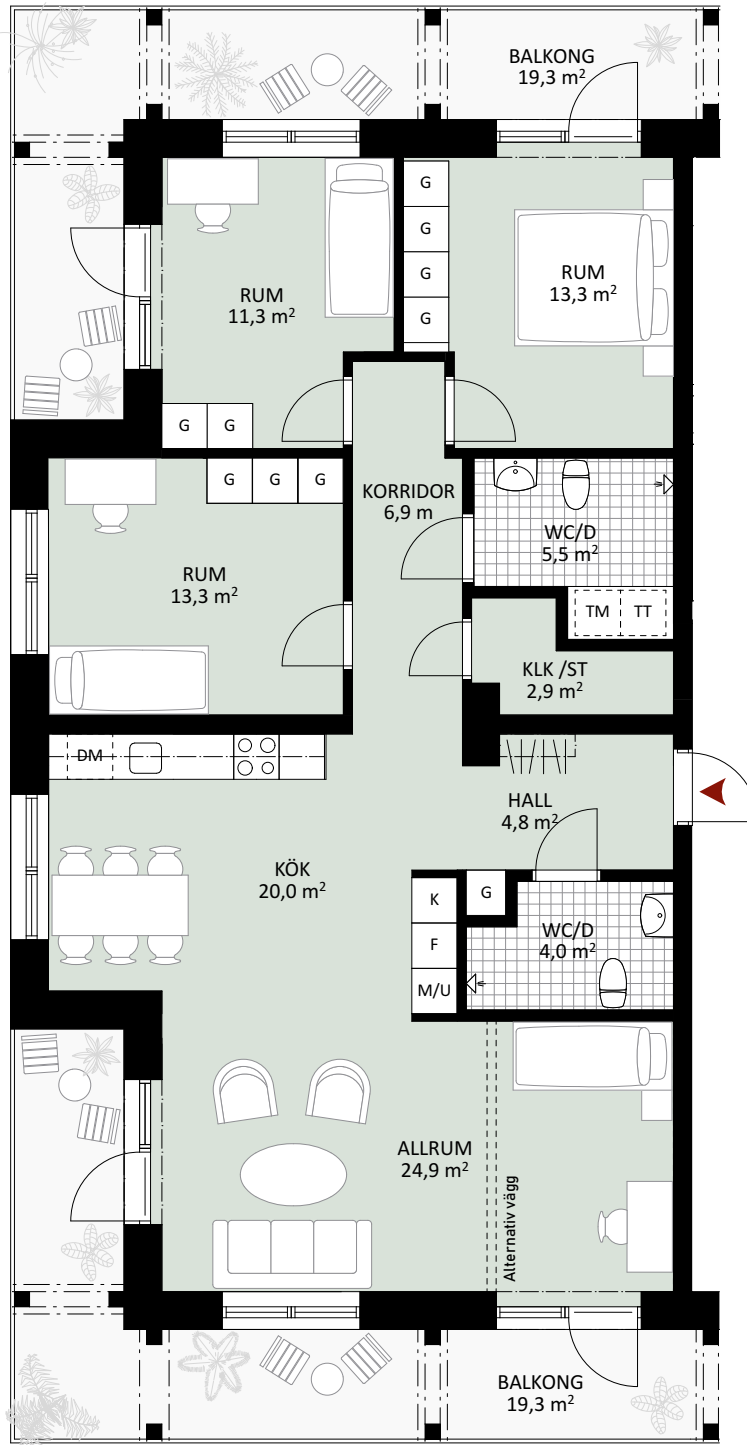 BALKONG
19,3 m²
G
G
G
G
RUM
11,3 m²
RUM
13,3 m²
G G
G G G
KORRIDOR
6,9 m
WC/D
5,5 m²
RUM
13,3 m²
TM TT
KLK /ST
2,9 m²
DM
HALL
4,8 m²
KÖK
20,0 m²
K
G
F
M/U
WC/D
4,0 m²
ALLRUM
24,9 m²
Alternativ vägg
BALKONG
19,3 m²